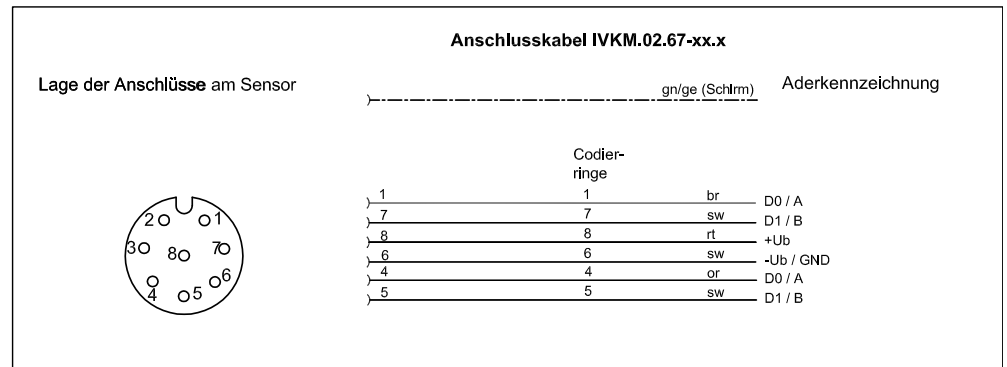 Anschlusskabel IVKM.02.67-xx.x
Lage der Anschlüsse am Sensor
gn/ge (Schirm)
Aderkennzeichnung
Codier-
ringe
1 1 br D0 / A
7 7 sw D1 / B
8 8 rt +Ub
6 6 sw -Ub / GND
4 4 or D0 / A
5 5 sw D1 / B
2 1
3 8 7
4 5 6